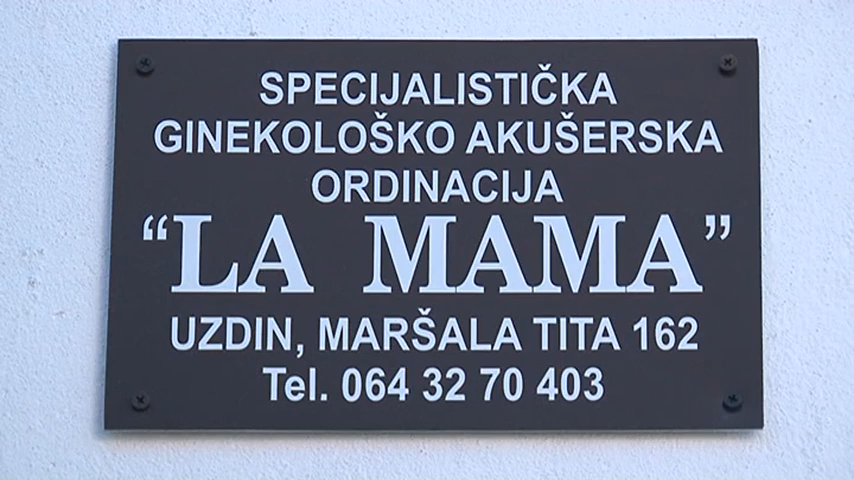 SPECIJALISTIČKA
GINEKOLOŠKO AKUŠERSKA
ORDINACIJA
“LA MAMA”
UZDIN, MARŠALA TITA 162
Tel. 064 32 70 403